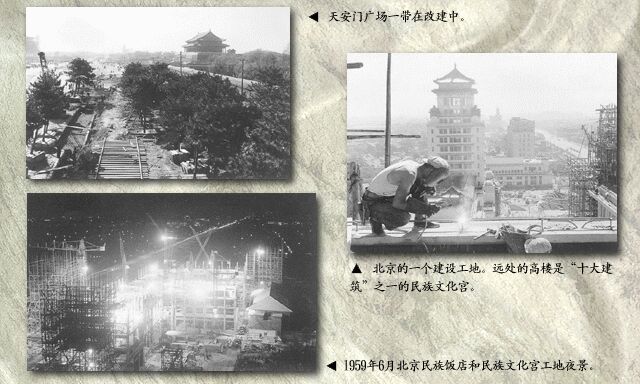 ◀ 天安门广场一带在改建中。
▲ 北京的一个建设工地。远处的高楼是“十大建
筑”之一的民族文化宫。
◀ 1959年6月北京民族饭店和民族文化宫工地夜景。